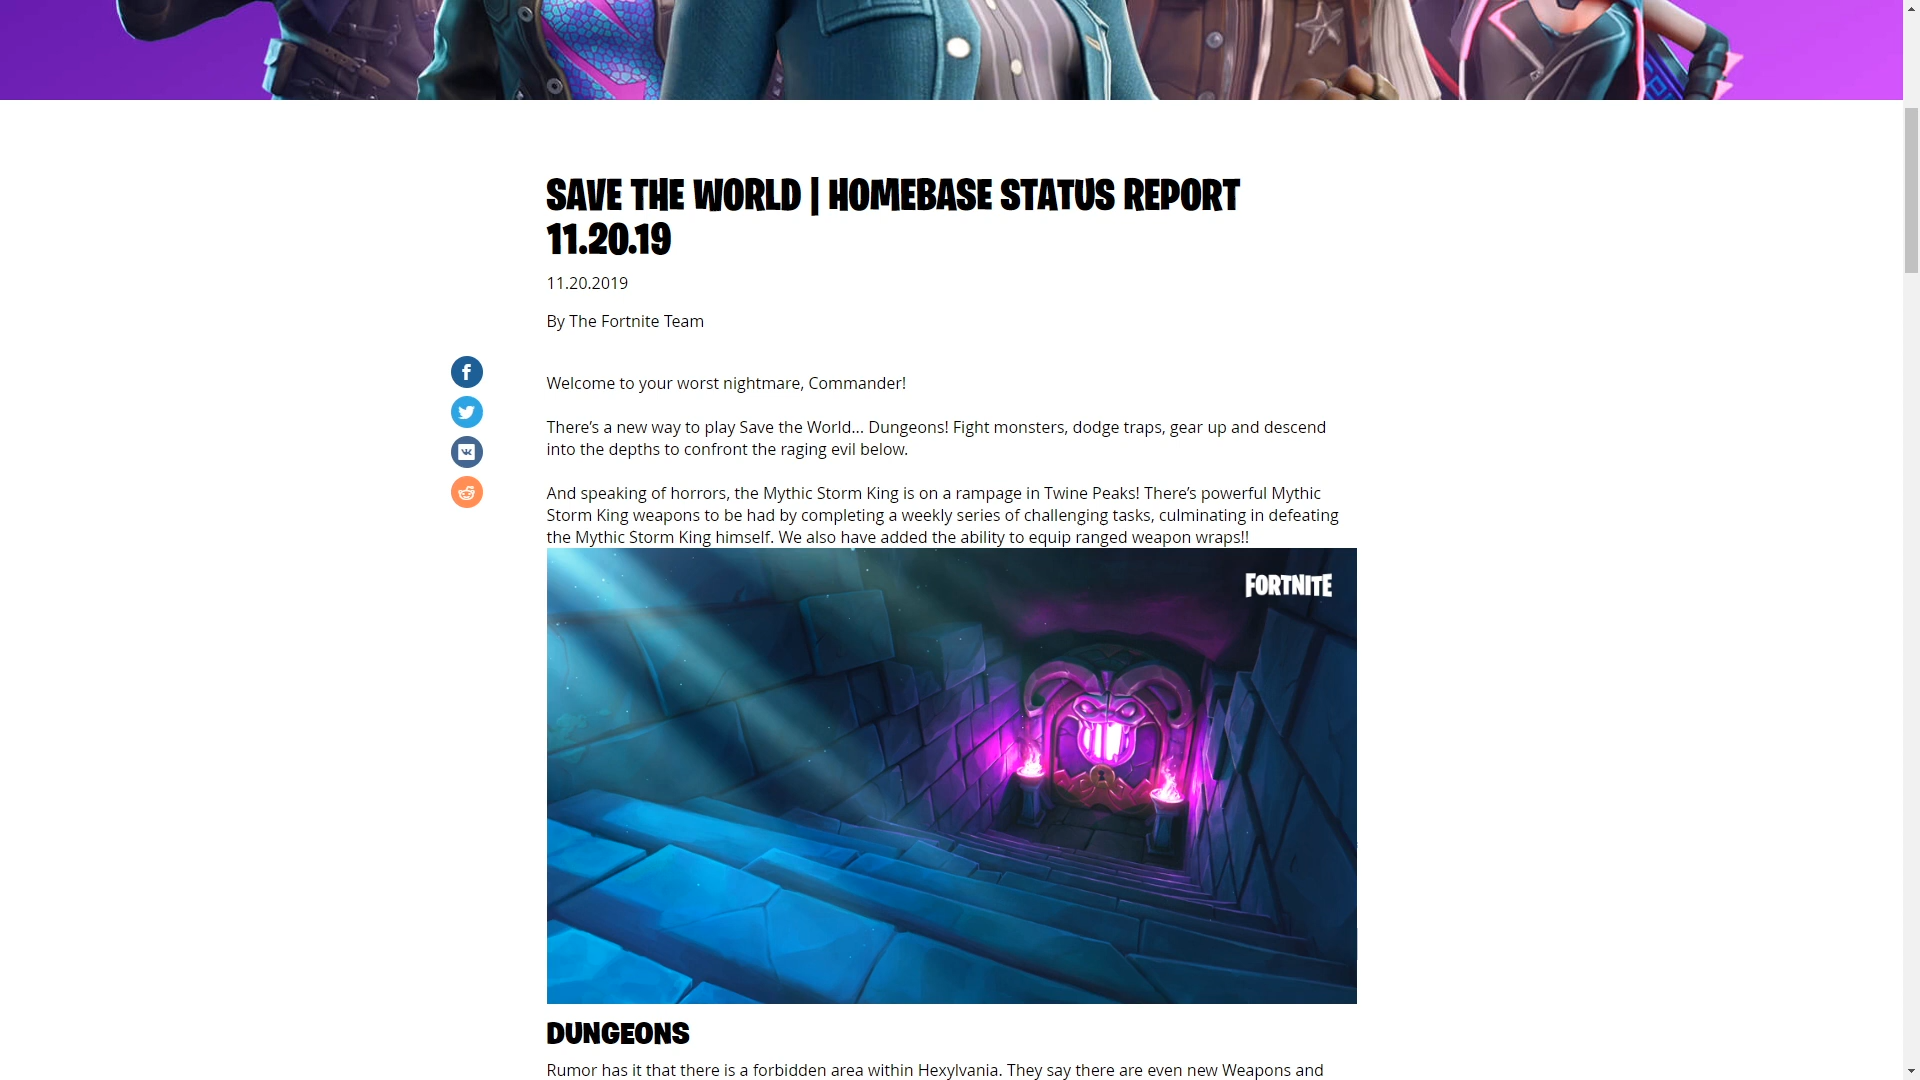 SAVE THE WORLD | HOMEBASE STATUS REPORT
11.20.19
11.20.2019
By The Fortnite Team
Welcome to your worst nightmare, Commander!
There’s a new way to play Save the World... Dungeons! Fight monsters, dodge traps, gear up and descend
into the depths to confront the raging evil below.
And speaking of horrors, the Mythic Storm King is on a rampage in Twine Peaks! There’s powerful Mythic
Storm King weapons to be had by completing a weekly series of challenging tasks, culminating in defeating
the Mythic Storm King himself. We also have added the ability to equip ranged weapon wraps!!
FORTNITE
DUNGEONS
Rumor has it that there is a forbidden area within Hexylvania. They say there are even new Weapons and